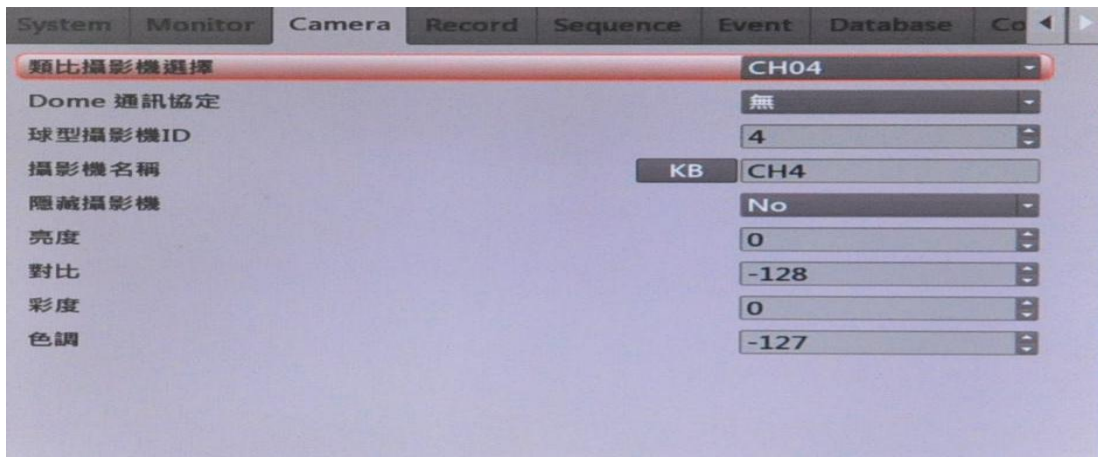 System Monitor Camera Record Sequence Event Database Co
類比攝影機選擇 CH04
Dome 通訊協定 無
球型攝影機ID 4
攝影機名稱 KB CH4
隱藏攝影機 No
亮度 0
對比 -128
彩度 0
色調 -127